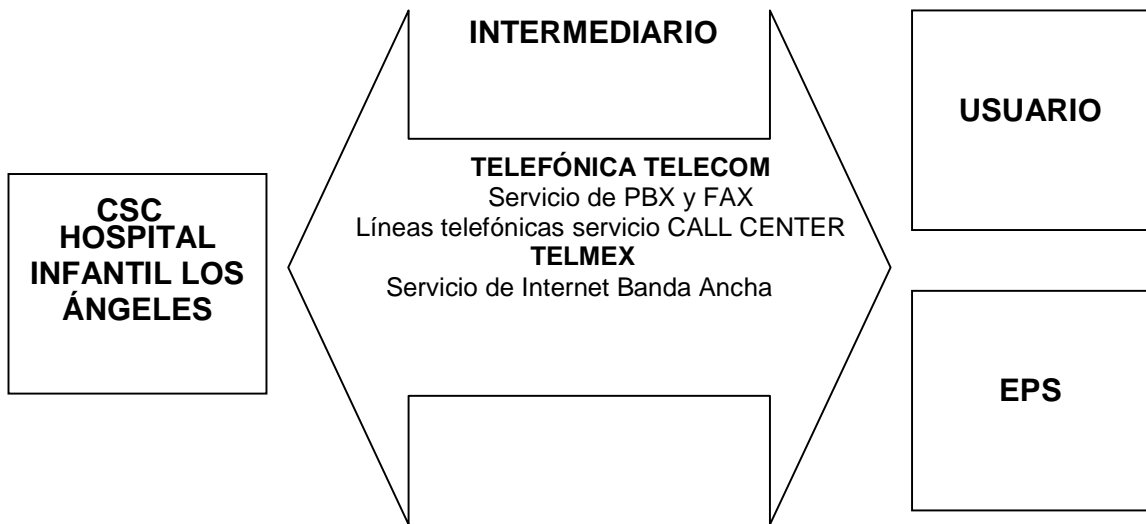 CSC
HOSPITAL
INFANTIL LOS
ÁNGELES
INTERMEDIARIO
TELEFÓNICA TELECOM
Servicio de PBX y FAX
Líneas telefónicas servicio CALL CENTER
TELMEX
Servicio de Internet Banda Ancha
USUARIO
EPS